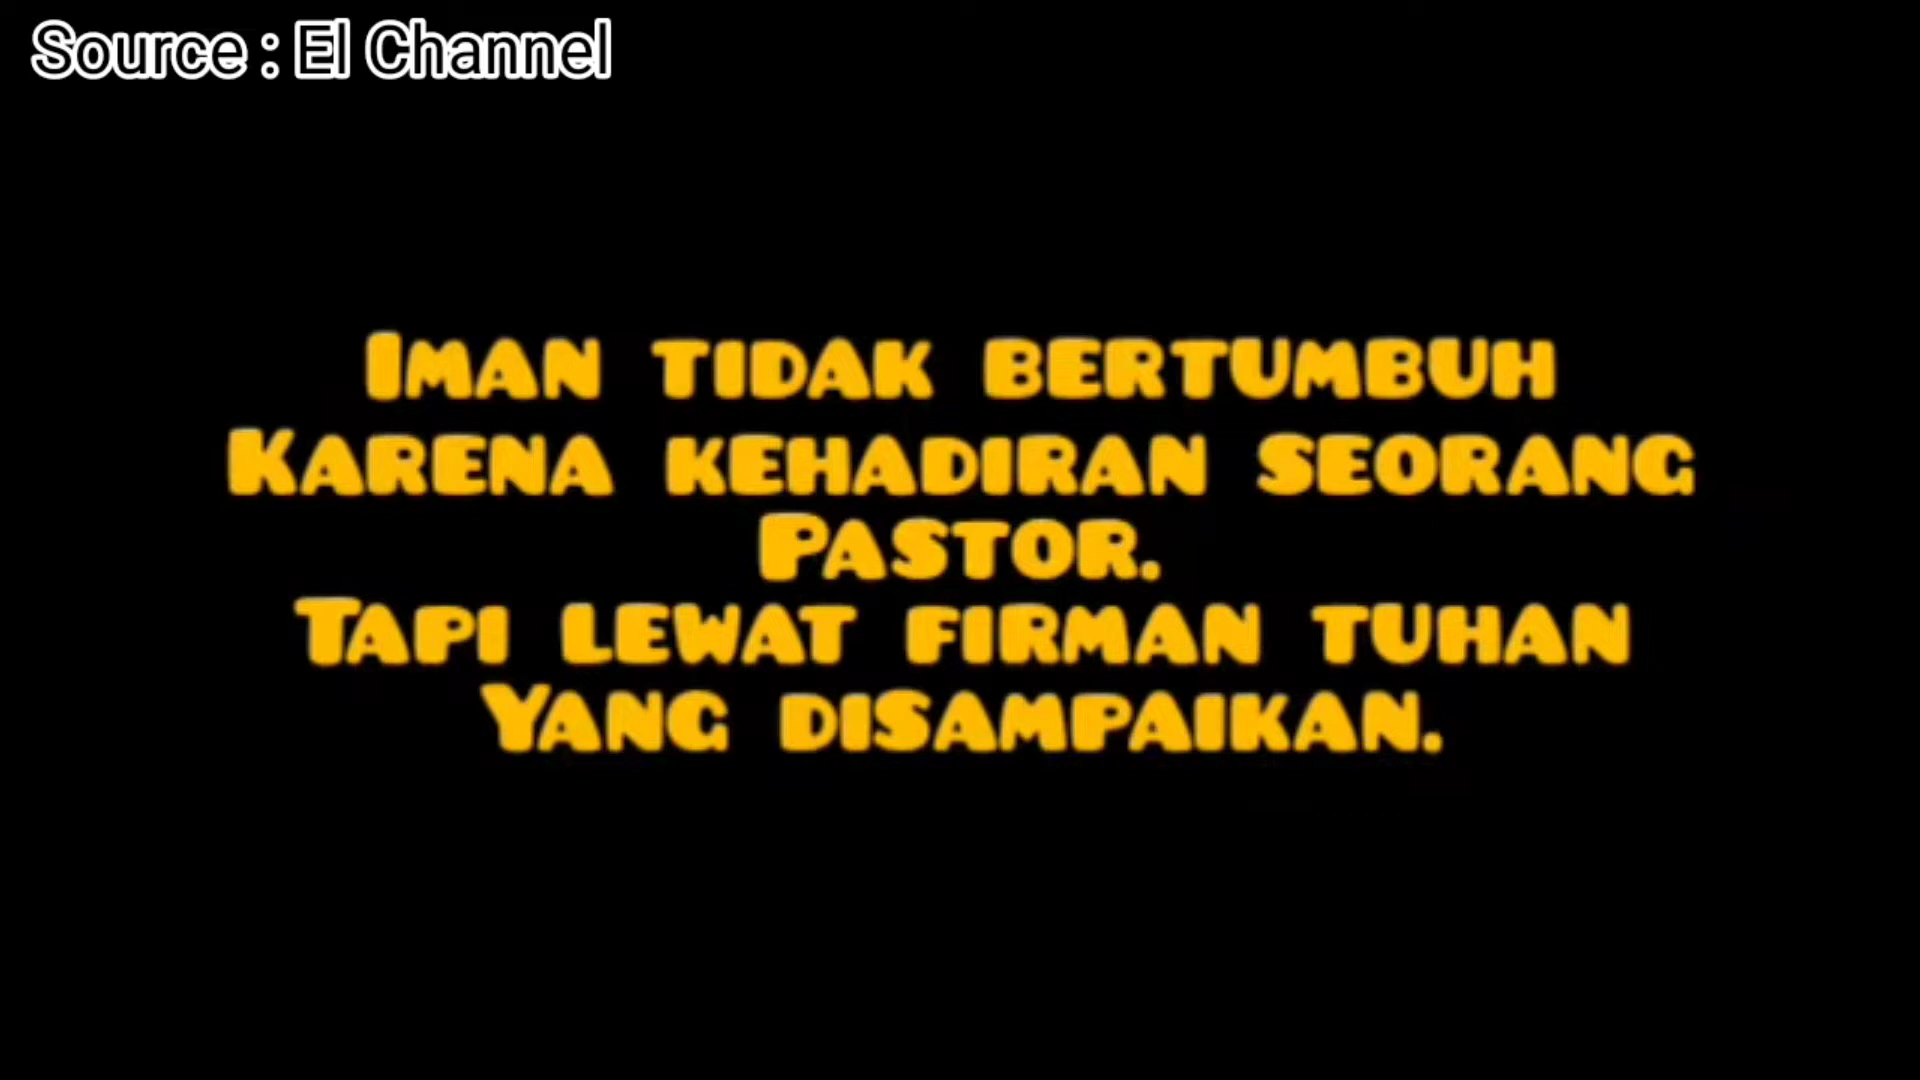 Source : El Channel
Iman tidak bertumbuh
Karena kehadiran seorang
Pastor.
Tapi lewat firman Tuhan
Yang disampaikan.